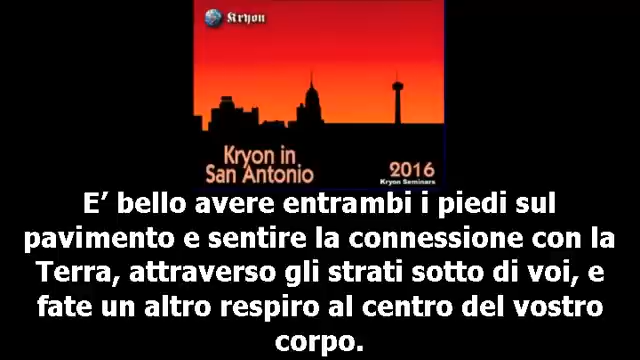 Kryon
Kryon in
San Antonio
2016
Kryon Seminars
E’ bello avere entrambi i piedi sul
pavimento e sentire la connessione con la
Terra, attraverso gli strati sotto di voi, e
fate un altro respiro al centro del vostro
corpo.